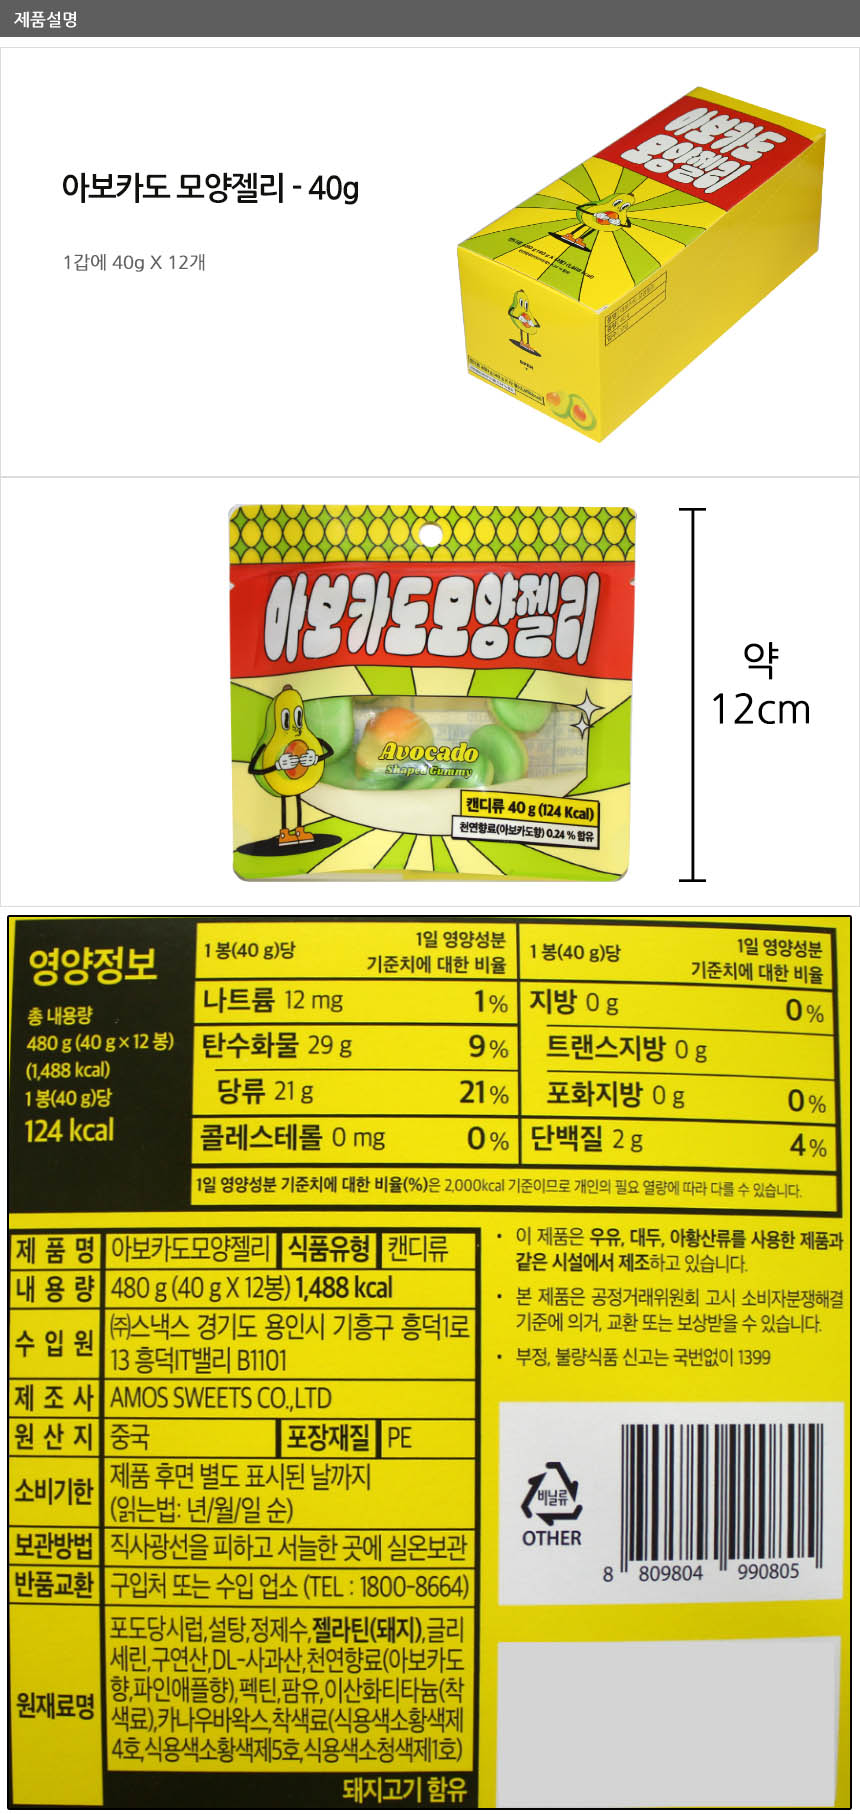 제품설명
아보카도 모양젤리 - 40g
1갑에 40g X 12개
아보카도
모양젤리
아보카도모양젤리
Avocado
Shaped Gummy
캔디류 40 g (124 Kcal)
천연향료(아보카도향) 0.24 % 함유
약
12cm
영양정보
총 내용량
480 g (40 g x 12 봉)
(1,488 kcal)
1봉(40 g)당
124 kcal
1 봉(40 g)당 1일 영양성분 기준치에 대한 비율
나트륨 12 mg 1%
탄수화물 29 g 9%
당류 21 g 21%
콜레스테롤 0 mg 0%
1 봉(40 g)당 1일 영양성분 기준치에 대한 비율
지방 0 g 0%
트랜스지방 0 g
포화지방 0 g 0%
단백질 2 g 4%
1일 영양성분 기준치에 대한 비율(%)은 2,000kcal 기준이므로 개인의 필요 열량에 따라 다를 수 있습니다.
제 품 명 아보카도모양젤리 식품유형 캔디류
내 용 량 480 g (40 g X 12봉) 1,488 kcal
수 입 원 ㈜스낵스 경기도 용인시 기흥구 흥덕1로
13 흥덕IT밸리 B1101
제 조 사 AMOS SWEETS CO.,LTD
원 산 지 중국 포장재질 PE
소비기한 제품 후면 별도 표시된 날까지
(읽는법: 년/월/일 순)
보관방법 직사광선을 피하고 서늘한 곳에 실온보관
반품교환 구입처 또는 수입 업소 (TEL : 1800-8664)
원재료명 포도당시럽,설탕,정제수,젤라틴(돼지),글리
세린,구연산,DL-사과산,천연향료(아보카도
향,파인애플향),펙틴,팜유,이산화티타늄(착
색료),카나우바왁스,착색료(식용색소황색제
4호,식용색소황색제5호,식용색소청색제1호)
돼지고기 함유
• 이 제품은 우유, 대두, 아황산류를 사용한 제품과
같은 시설에서 제조하고 있습니다.
• 본 제품은 공정거래위원회 고시 소비자분쟁해결
기준에 의거, 교환 또는 보상받을 수 있습니다.
• 부정, 불량식품 신고는 국번없이 1399
비닐류
OTHER
8 809804 990805